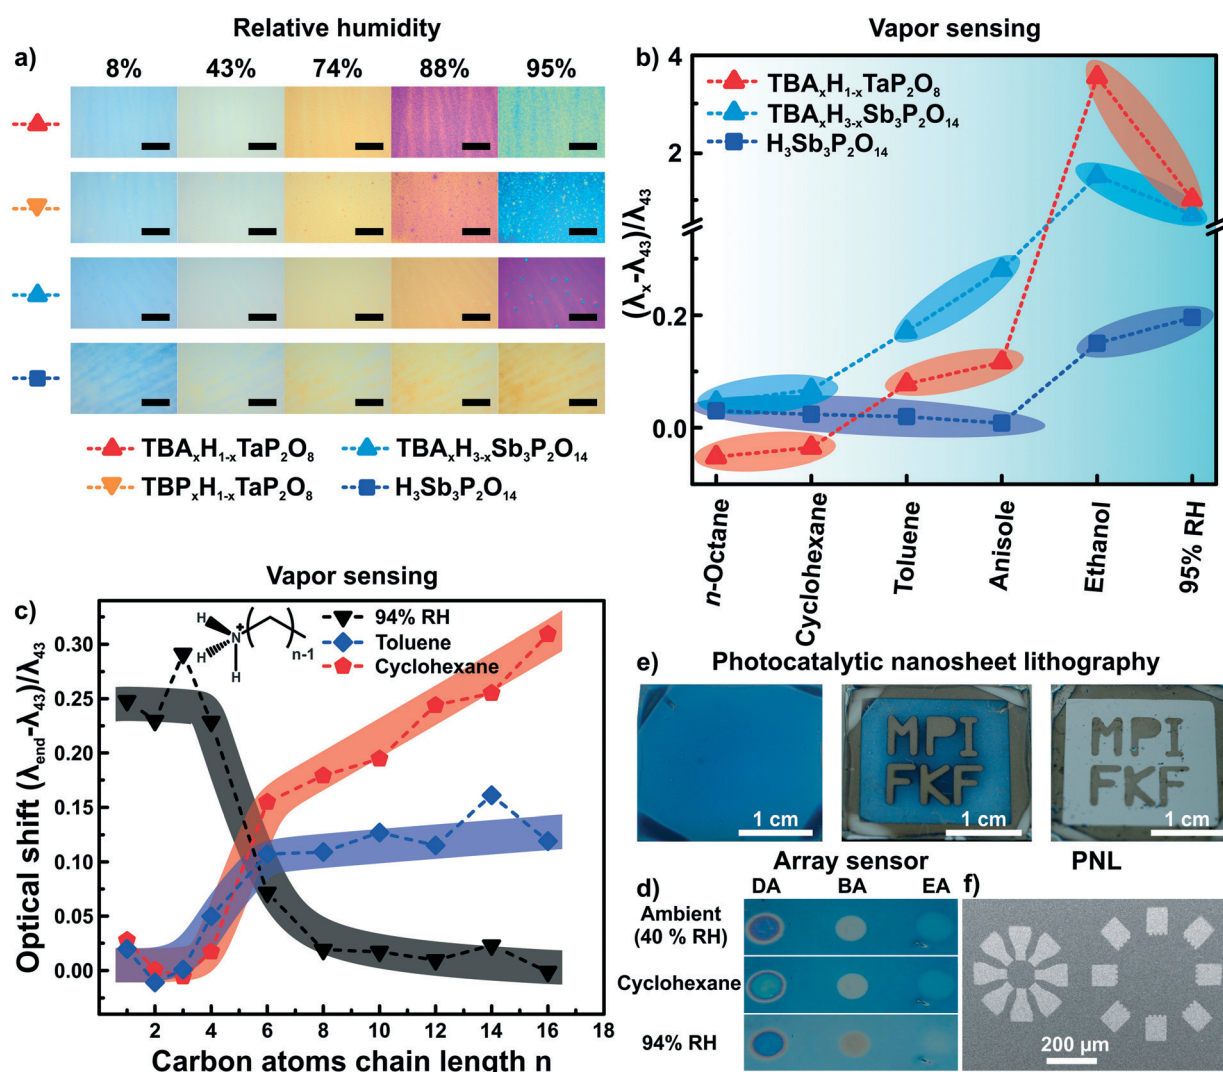 Relative humidity
a)
8% 43% 74% 88% 95%
TBAₓH₁₋ₓTaP₂O₈
TBAₓH₃₋ₓSb₃P₂O₁₄
TBPₓH₁₋ₓTaP₂O₈
H₃Sb₃P₂O₁₄
Vapor sensing
b)
4
2
0.2
0.0
(λₓ-λ₄₃)/λ₄₃
TBAₓH₁₋ₓTaP₂O₈
TBAₓH₃₋ₓSb₃P₂O₁₄
H₃Sb₃P₂O₁₄
n-Octane
Cyclohexane
Toluene
Anisole
Ethanol
95% RH
Vapor sensing
c)
H
H
N
+
H
n-1
94% RH
Toluene
Cyclohexane
0.30
0.25
0.20
0.15
0.10
0.05
0.00
Optical shift (λend-λ₄₃)/λ₄₃
2 4 6 8 10 12 14 16 18
Carbon atoms chain length n
e)
Photocatalytic nanosheet lithography
MPI
FKF
MPI
FKF
1 cm
1 cm
1 cm
Array sensor
d)
DA BA EA
Ambient
(40 % RH)
Cyclohexane
94% RH
PNL
f)
200 µm